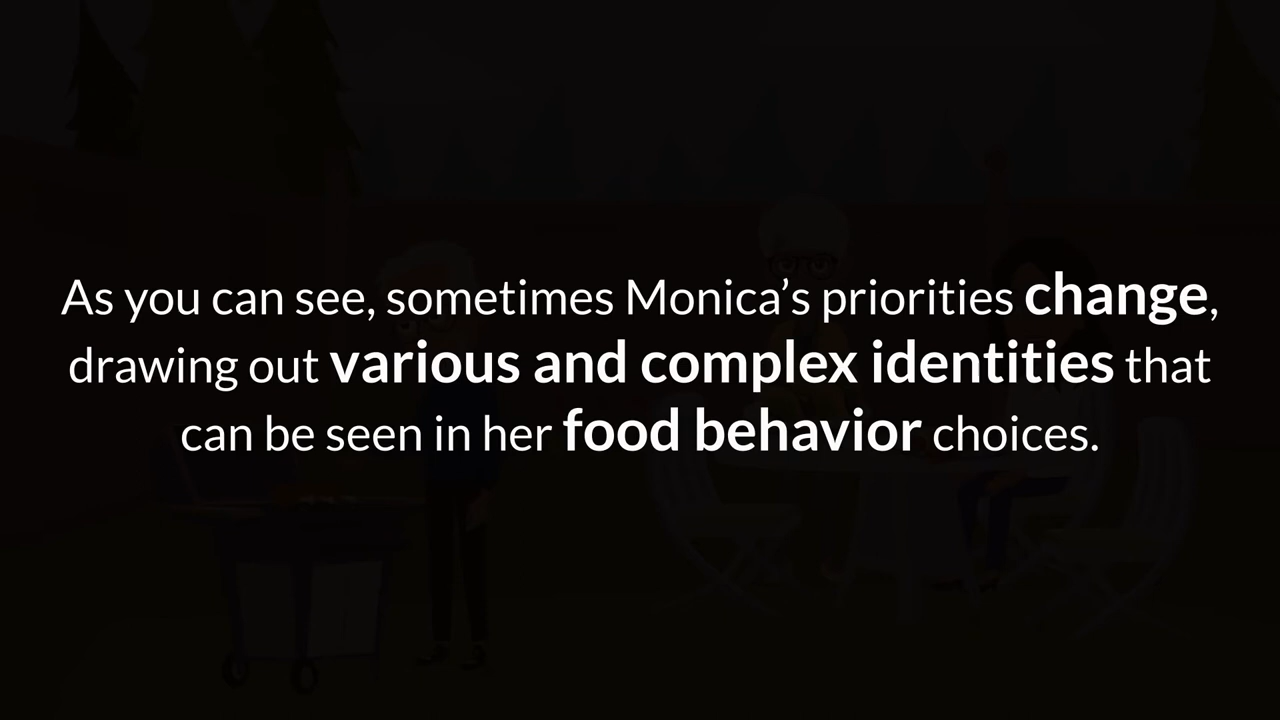 As you can see, sometimes Monica’s priorities change,
drawing out various and complex identities that
can be seen in her food behavior choices.